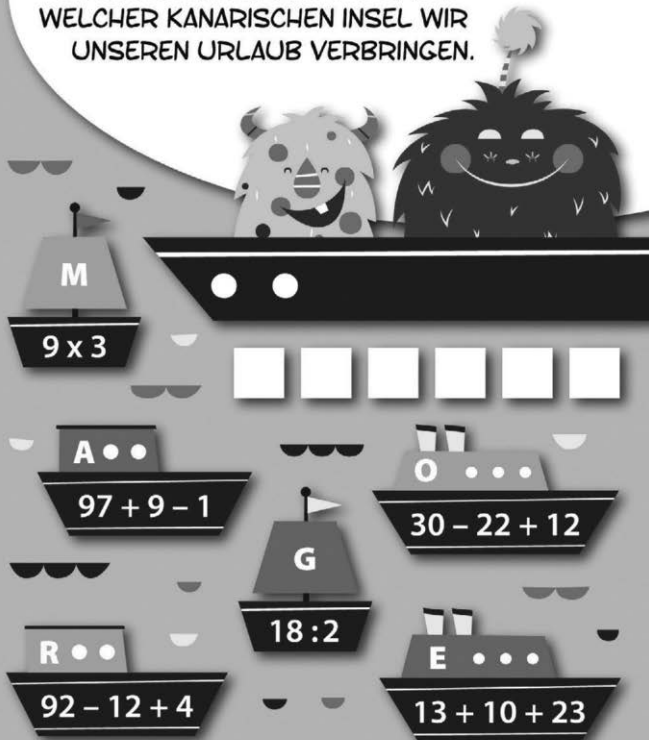 WELCHER KANARISCHEN INSEL WIR
UNSEREN URLAUB VERBRINGEN.
M
9 x 3
A
97 + 9 – 1
O
30 – 22 + 12
G
18 : 2
R
92 – 12 + 4
E
13 + 10 + 23